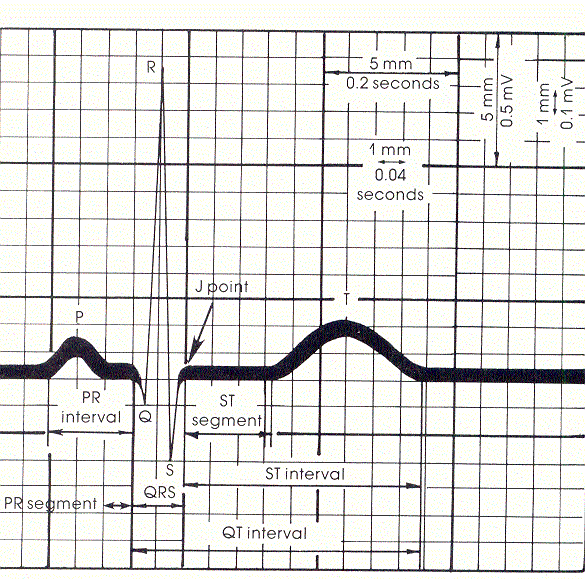 R
5 mm
0.2 seconds
5 mm
0.5 mV
1 mm
0.1 mV
1 mm
0.04
seconds
J point
P
T
PR
interval
Q
ST
segment
S
ST interval
QRS
PR segment
QT interval